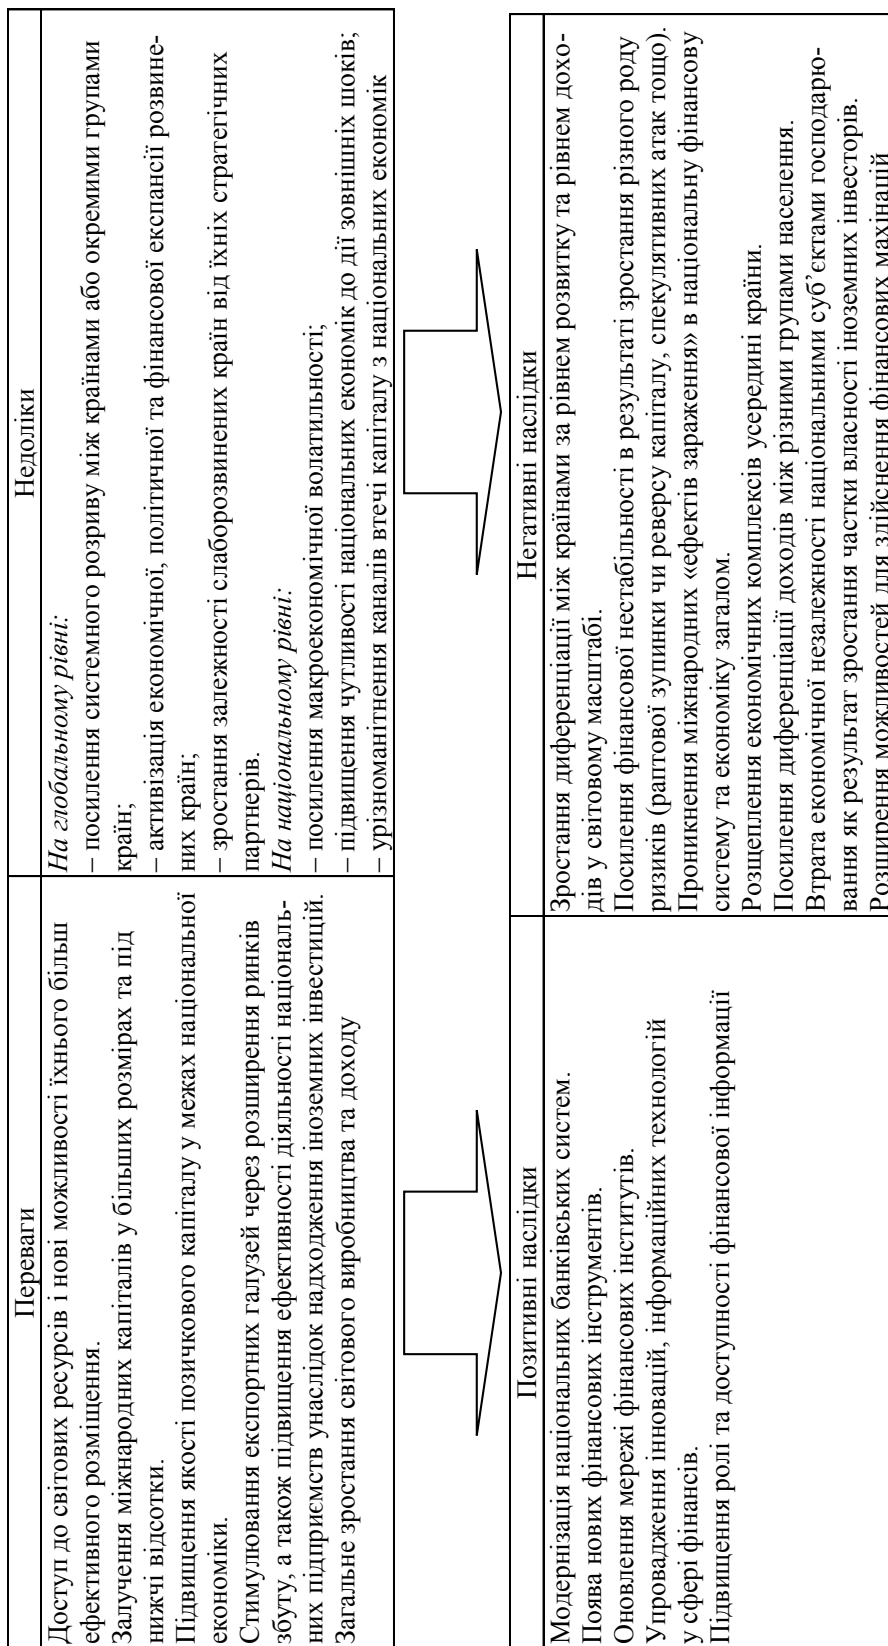 Переваги
Доступ до світових ресурсів і нові можливості їхнього більш
ефективного розміщення.
Залучення міжнародних капіталів у більших розмірах та під
нижчі відсотки.
Підвищення якості позичкового капіталу у межах національної
економіки.
Стимулювання експортних галузей через розширення ринків
збуту, а також підвищення ефективності діяльності національ-
них підприємств унаслідок надходження іноземних інвестицій.
Загальне зростання світового виробництва та доходу
Недоліки
На глобальному рівні:
– посилення системного розриву між країнами або окремими групами
країн;
– активізація економічної, політичної та фінансової експансії розвине-
них країн;
– зростання залежності слаборозвинених країн від їхніх стратегічних
партнерів.
На національному рівні:
– посилення макроекономічної волатильності;
– підвищення чутливості національних економік до дії зовнішніх шоків;
– урізноманітнення каналів втечі капіталу з національних економік
Позитивні наслідки
Модернізація національних банківських систем.
Поява нових фінансових інструментів.
Оновлення мережі фінансових інститутів.
Упровадження інновацій, інформаційних технологій
у сфері фінансів.
Підвищення ролі та доступності фінансової інформації
Негативні наслідки
Зростання диференціації між країнами за рівнем розвитку та рівнем дохо-
дів у світовому масштабі.
Посилення фінансової нестабільності в результаті зростання різного роду
ризиків (раптової зупинки чи реверсу капіталу, спекулятивних атак тощо).
Проникнення міжнародних «ефектів зараження» в національну фінансову
систему та економіку загалом.
Розщеплення економічних комплексів усередині країни.
Посилення диференціації доходів між різними групами населення.
Втрата економічної незалежності національними суб’єктами господарю-
вання як результат зростання частки власності іноземних інвесторів.
Розширення можливостей для здійснення фінансових махінацій